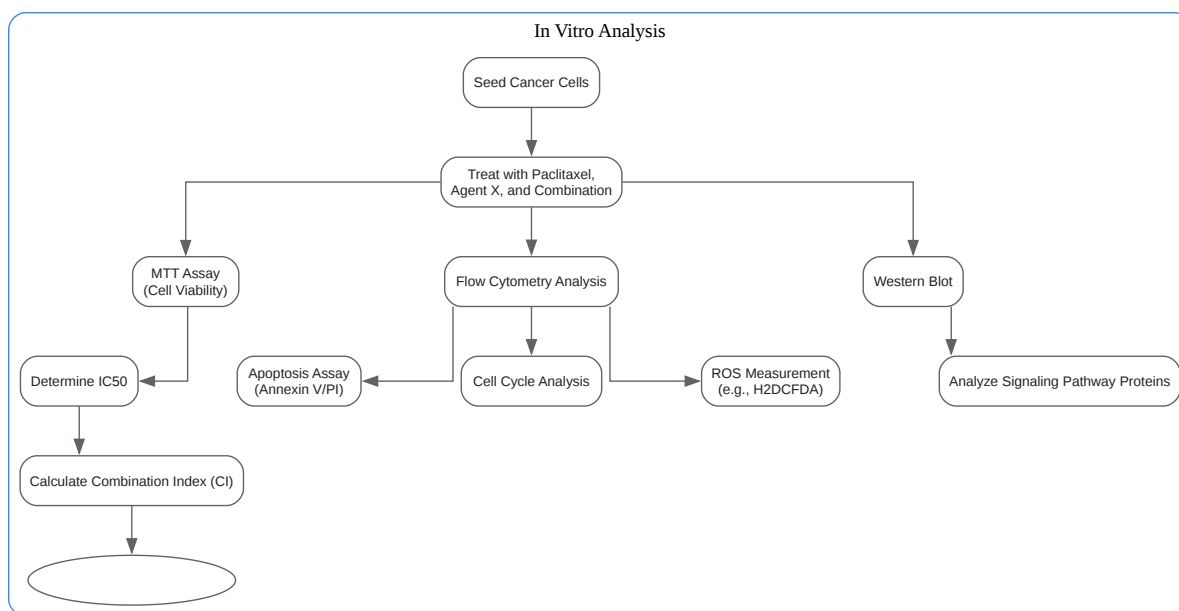 In Vitro Analysis
Seed Cancer Cells
Treat with Paclitaxel,
Agent X, and Combination
MTT Assay
(Cell Viability)
Flow Cytometry Analysis
Western Blot
Determine IC50
Apoptosis Assay
(Annexin V/PI)
Cell Cycle Analysis
ROS Measurement
(e.g., H2DCFDA)
Analyze Signaling Pathway Proteins
Calculate Combination Index (CI)